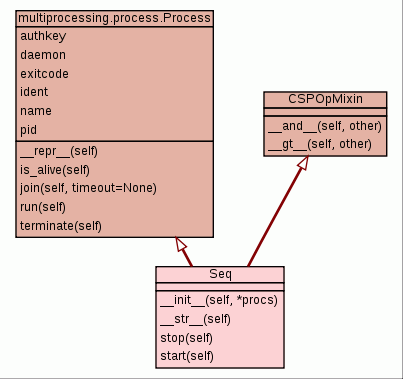 multiprocessing.process.Process
authkey
daemon
exitcode
ident
name
pid
__repr__(self)
is_alive(self)
join(self, timeout=None)
run(self)
terminate(self)
CSPOpMixin
__and__(self, other)
__gt__(self, other)
Seq
__init__(self, *procs)
__str__(self)
stop(self)
start(self)